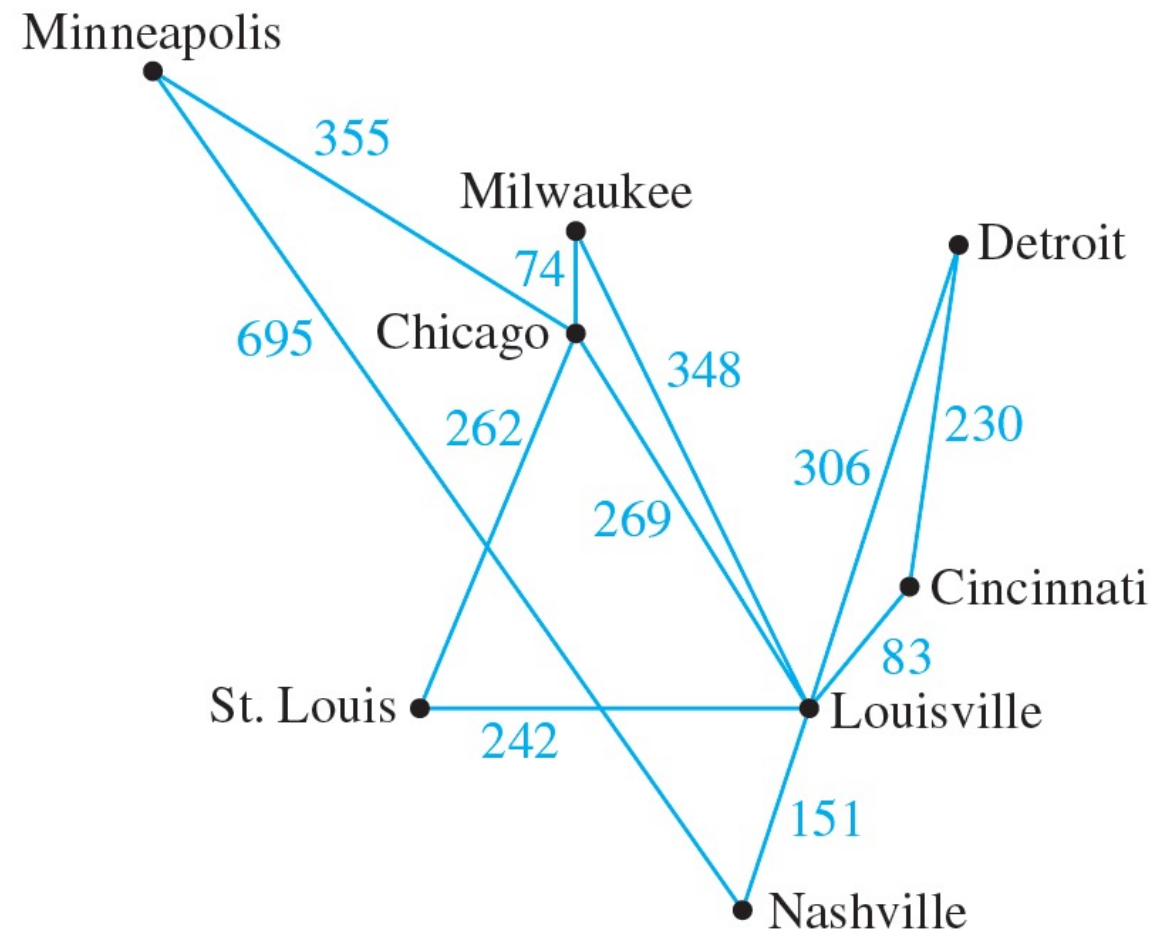 Minneapolis
355
Milwaukee
74
Detroit
Chicago
695
348
262
230
306
269
Cincinnati
83
St. Louis
Louisville
242
151
Nashville